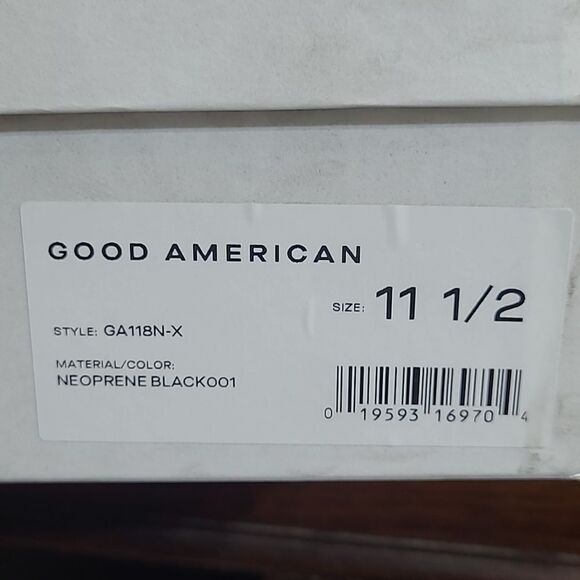 GOOD AMERICAN
SIZE: 11 1/2
STYLE: GA118N-X
MATERIAL/COLOR:
NEOPRENE BLACK001
0 19593 16970 4